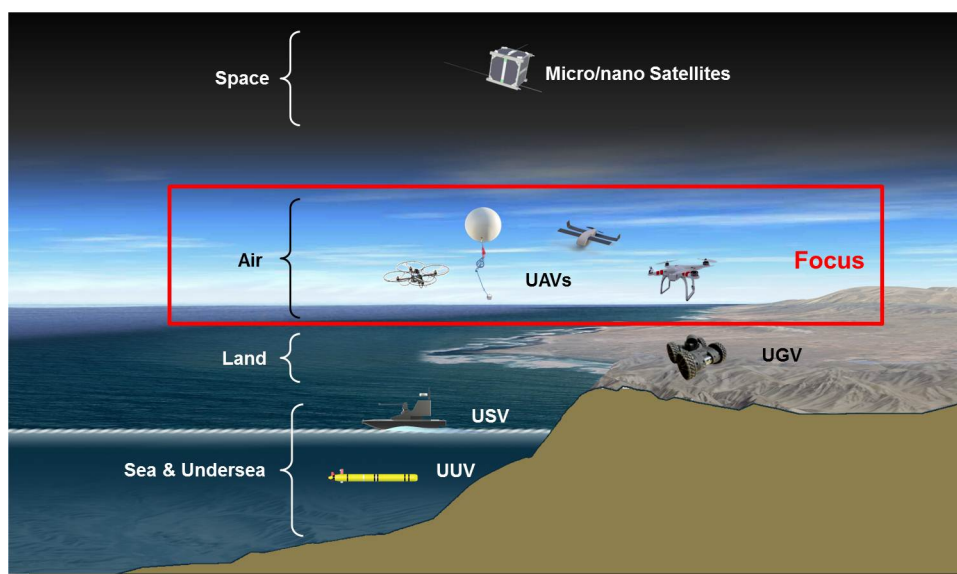 Space
Micro/nano Satellites
Air
UAVs
Focus
Land
UGV
USV
Sea & Undersea
UUV